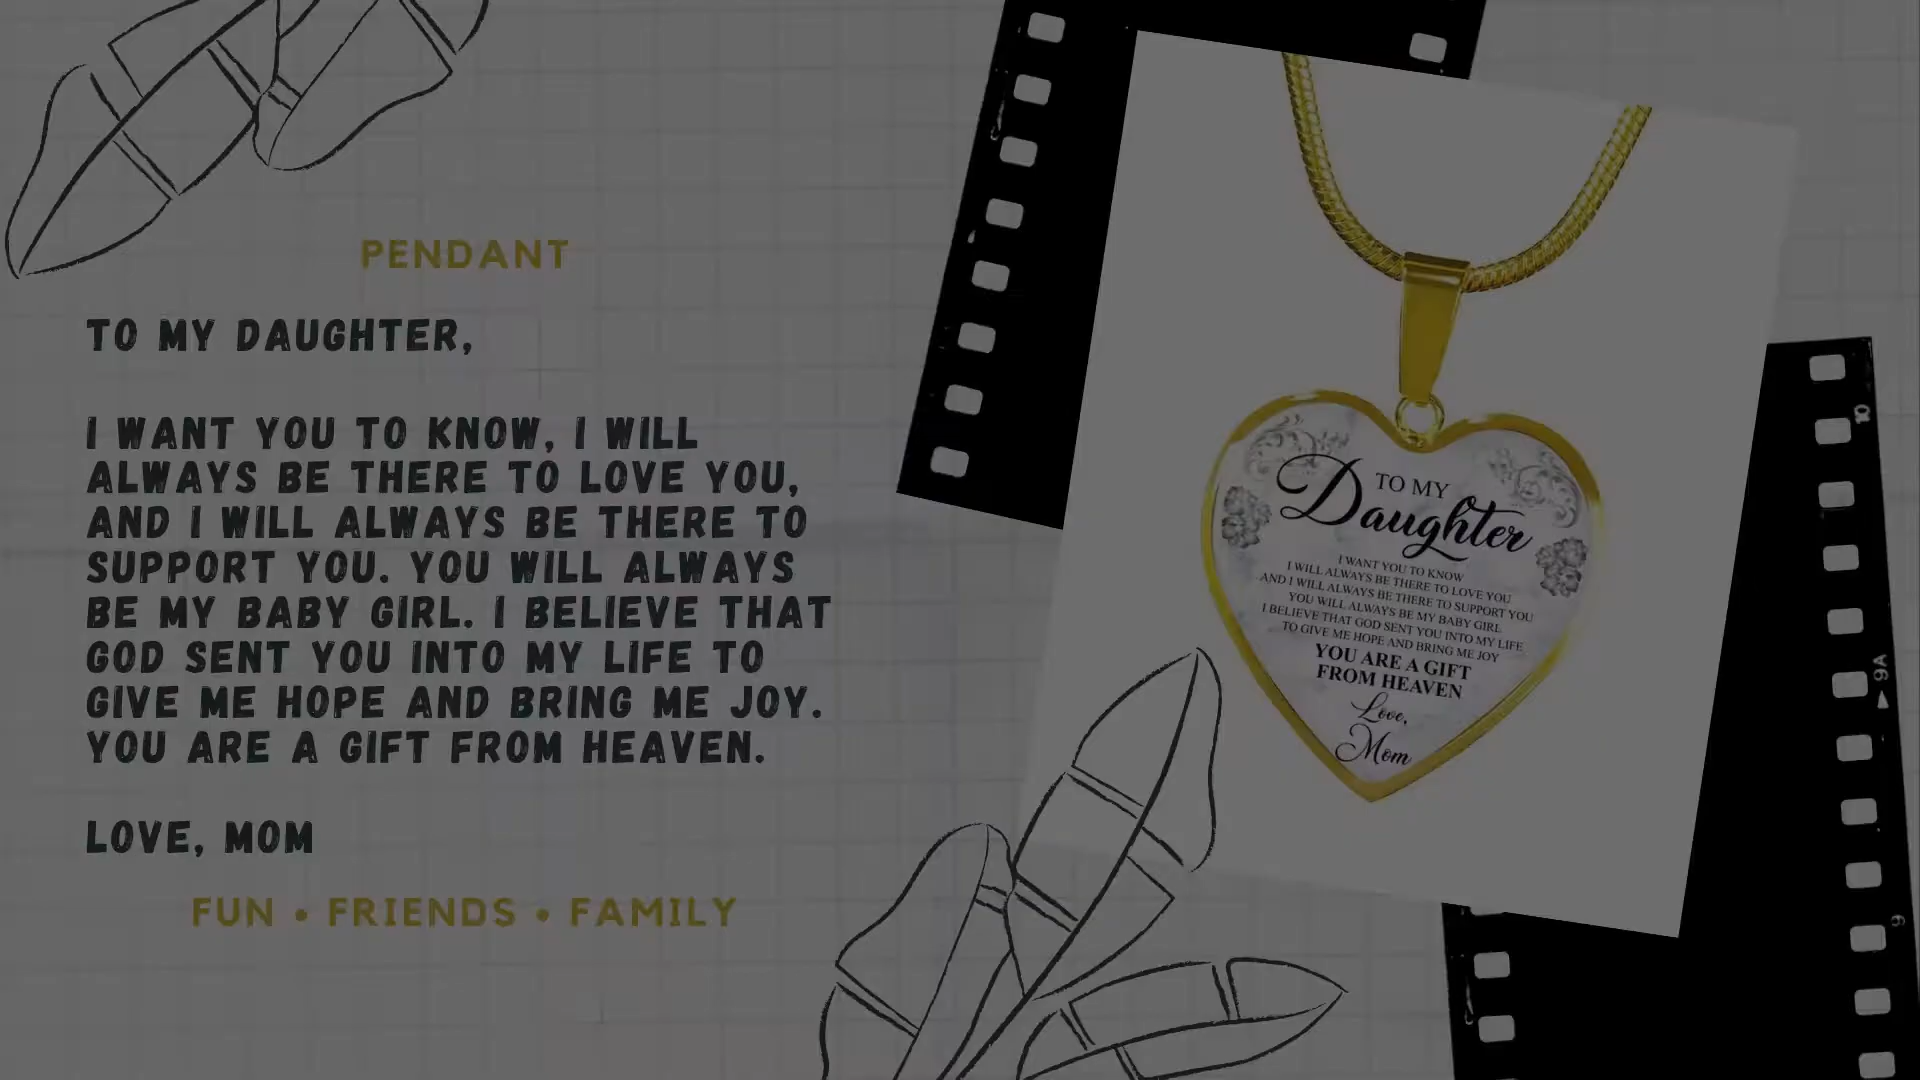 PENDANT
TO MY DAUGHTER,
I WANT YOU TO KNOW, I WILL
ALWAYS BE THERE TO LOVE YOU,
AND I WILL ALWAYS BE THERE TO
SUPPORT YOU. YOU WILL ALWAYS
BE MY BABY GIRL. I BELIEVE THAT
GOD SENT YOU INTO MY LIFE TO
GIVE ME HOPE AND BRING ME JOY.
YOU ARE A GIFT FROM HEAVEN.
LOVE, MOM
FUN • FRIENDS • FAMILY
TO MY
Daughter
I WANT YOU TO KNOW
I WILL ALWAYS BE THERE TO LOVE YOU
AND I WILL ALWAYS BE THERE TO SUPPORT YOU
YOU WILL ALWAYS BE MY BABY GIRL
I BELIEVE THAT GOD SENT YOU INTO MY LIFE
TO GIVE ME HOPE AND BRING ME JOY
YOU ARE A GIFT
FROM HEAVEN
Love,
Mom
10
9A
9